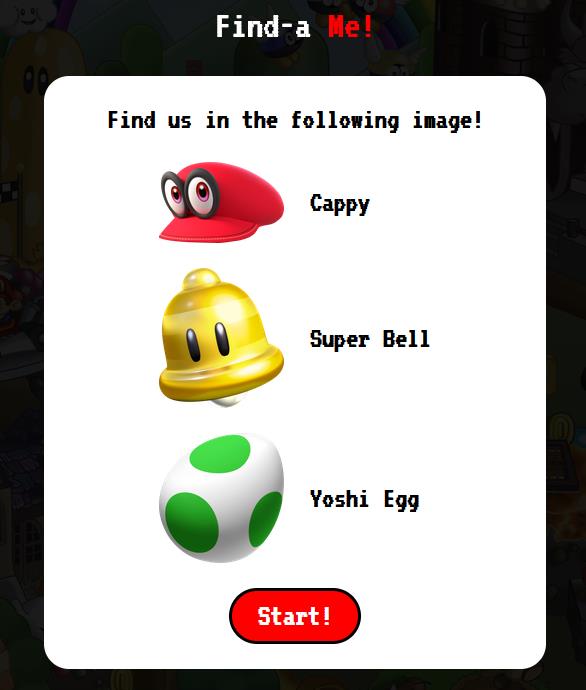 Find-a Me!
Find us in the following image!
Cappy
Super Bell
Yoshi Egg
Start!